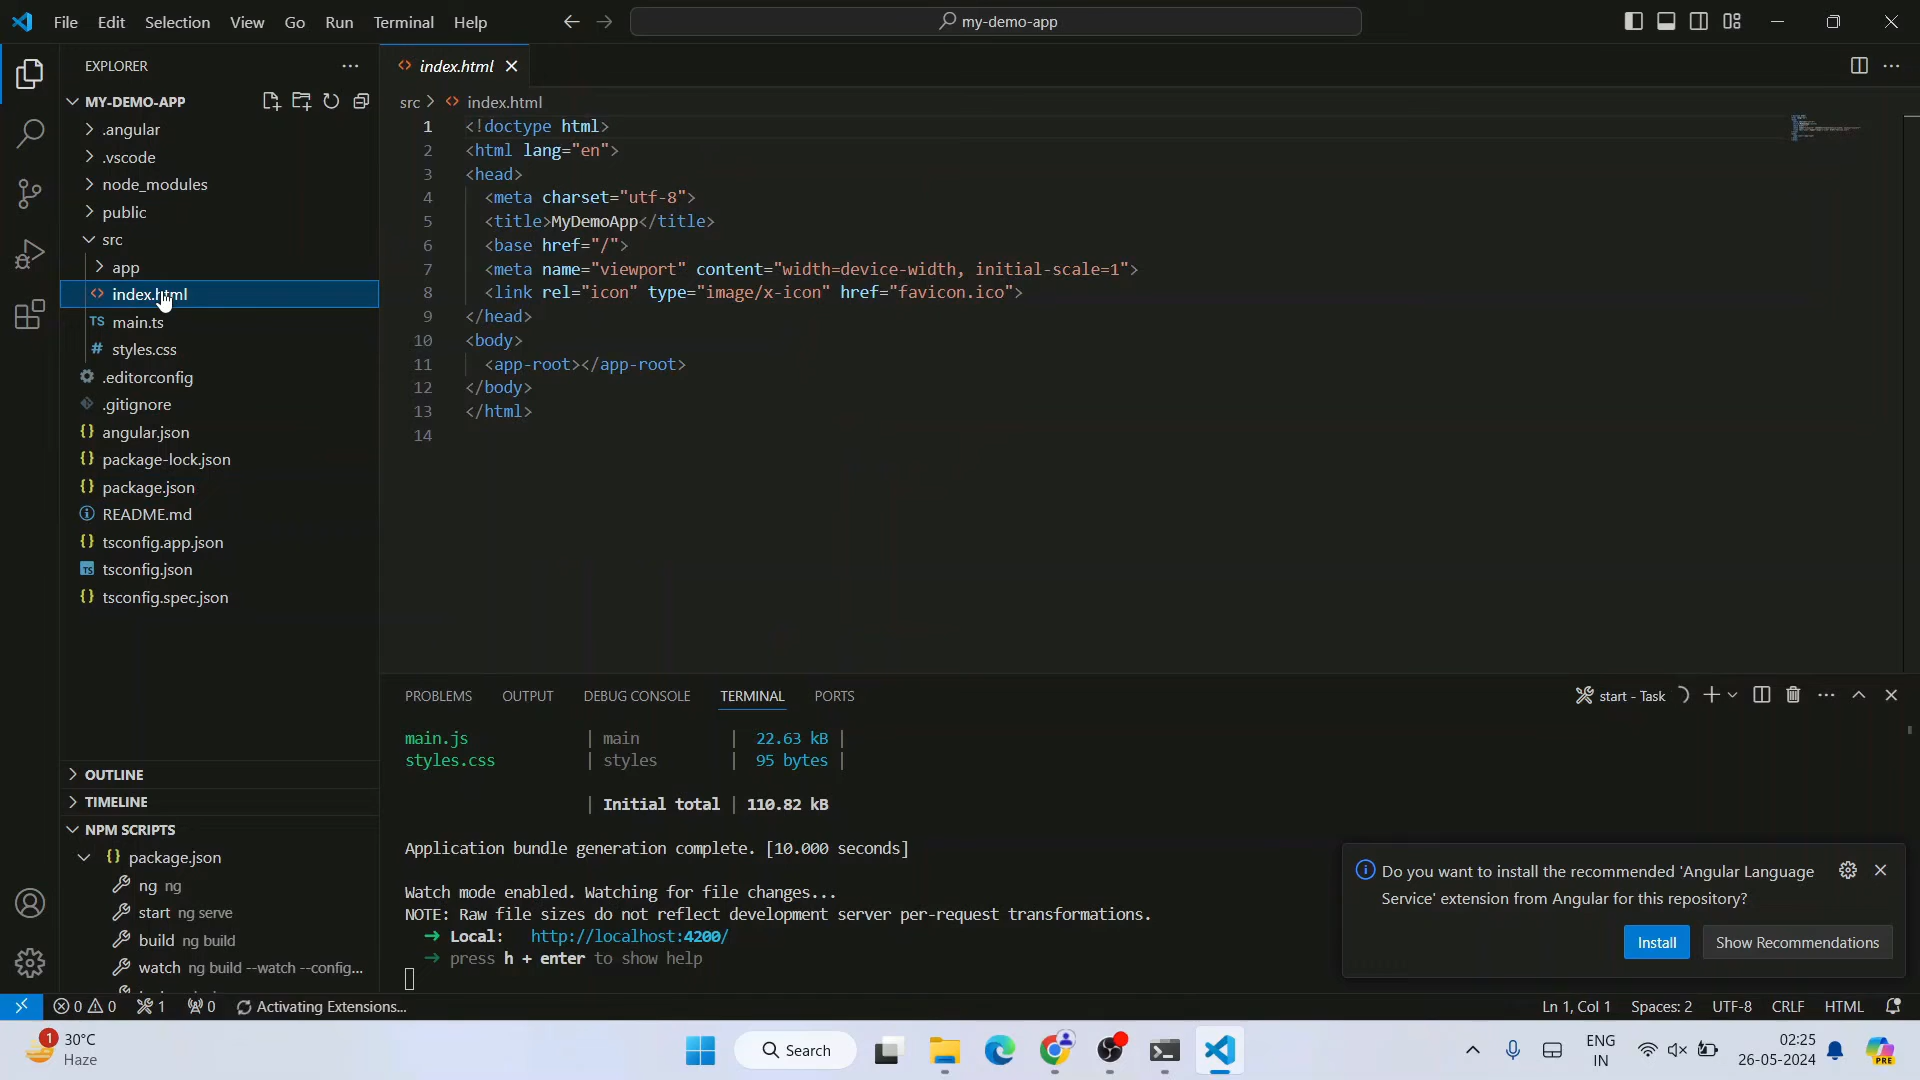 File Edit Selection View Go Run Terminal Help
my-demo-app
EXPLORER
MY-DEMO-APP
.angular
.vscode
node_modules
public
src
app
index.html
TS main.ts
# styles.css
.editorconfig
.gitignore
{} angular.json
{} package-lock.json
{} package.json
README.md
{} tsconfig.app.json
TS tsconfig.json
{} tsconfig.spec.json
OUTLINE
TIMELINE
NPM SCRIPTS
{} package.json
ng ng
start ng serve
build ng build
watch ng build --watch --config...
index.html
src > <> index.html
1 <!doctype html>
2 <html lang="en">
3 <head>
4 <meta charset="utf-8">
5 <title>MyDemoApp</title>
6 <base href="/">
7 <meta name="viewport" content="width=device-width, initial-scale=1">
8 <link rel="icon" type="image/x-icon" href="favicon.ico">
9 </head>
10 <body>
11 <app-root></app-root>
12 </body>
13 </html>
14
PROBLEMS OUTPUT DEBUG CONSOLE TERMINAL PORTS
start - Task
main.js | main | 22.63 kB |
styles.css | styles | 95 bytes |
| Initial total | 110.82 kB
Application bundle generation complete. [10.000 seconds]
Watch mode enabled. Watching for file changes...
NOTE: Raw file sizes do not reflect development server per-request transformations.
➜ Local: http://localhost:4200/
➜ press h + enter to show help
Do you want to install the recommended 'Angular Language
Service' extension from Angular for this repository?
Install
Show Recommendations
0 0 1 0 Activating Extensions...
Ln 1, Col 1 Spaces: 2 UTF-8 CRLF HTML
1
30°C
Haze
Search
ENG
IN
02:25
26-05-2024
PRE